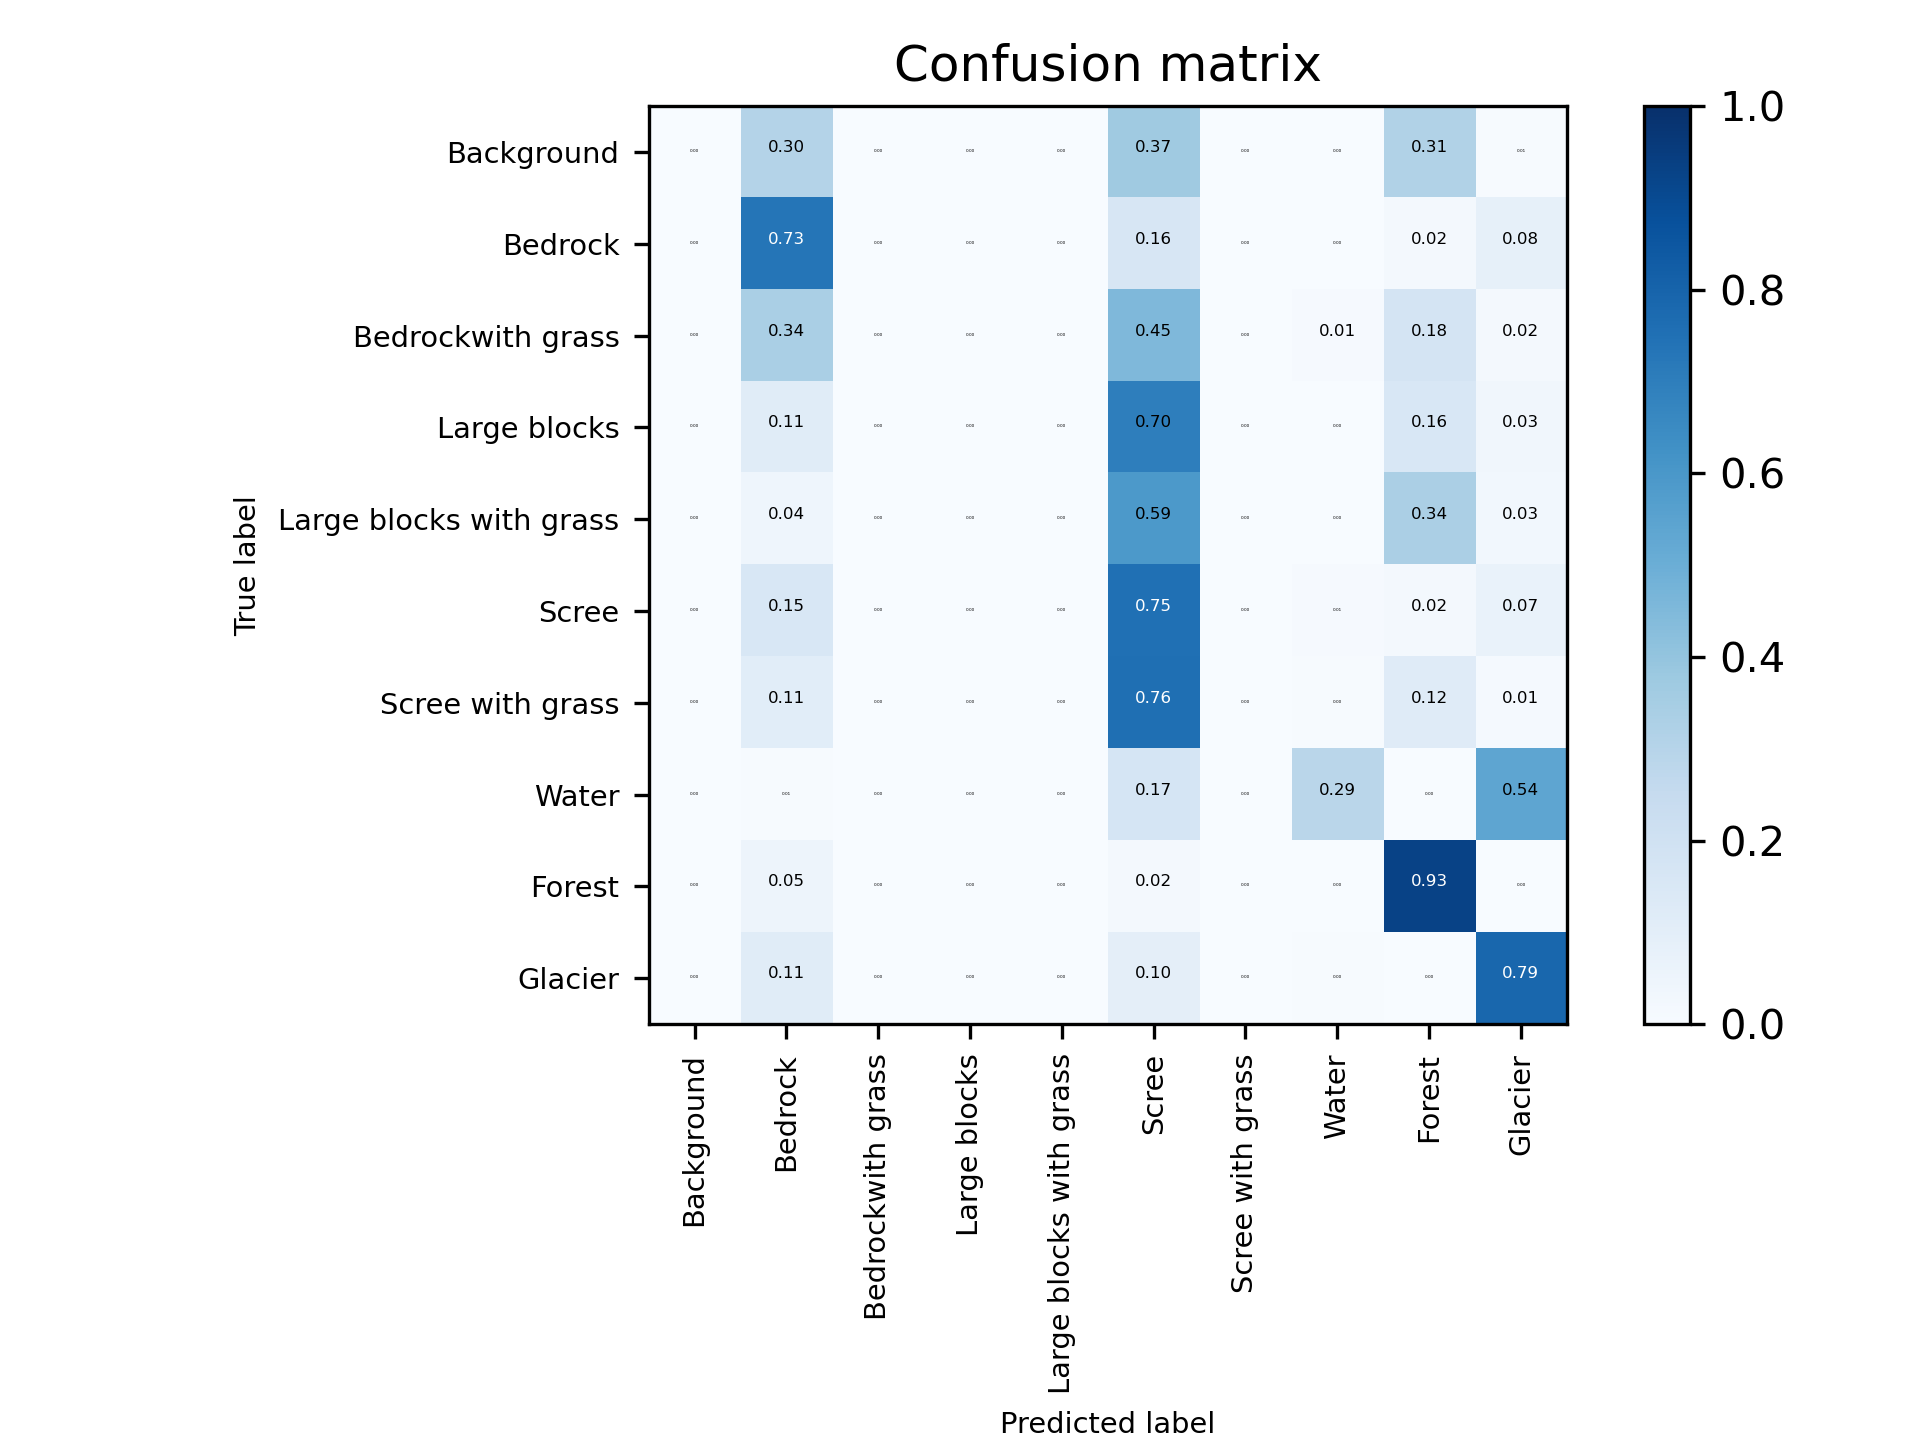 Confusion matrix
Background 0.30 0.37 0.31
Bedrock 0.73 0.16 0.02 0.08
Bedrockwith grass 0.34 0.45 0.01 0.18 0.02
Large blocks 0.11 0.70 0.16 0.03
Large blocks with grass 0.04 0.59 0.34 0.03
Scree 0.15 0.75 0.02 0.07
Scree with grass 0.11 0.76 0.12 0.01
Water 0.17 0.29 0.54
Forest 0.05 0.02 0.93
Glacier 0.11 0.10 0.79
True label
Background
Bedrock
Bedrockwith grass
Large blocks
Large blocks with grass
Scree
Scree with grass
Water
Forest
Glacier
Predicted label
1.0
0.8
0.6
0.4
0.2
0.0